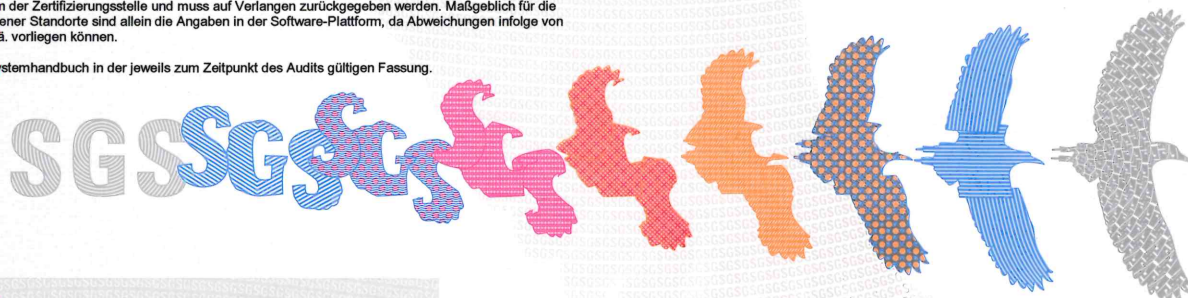 m der Zertifizierungsstelle und muss auf Verlangen zurückgegeben werden. Maßgeblich für die
ener Standorte sind allein die Angaben in der Software-Plattform, da Abweichungen infolge von
ä. vorliegen können.
ystemhandbuch in der jeweils zum Zeitpunkt des Audits gültigen Fassung.
SGS SGS SGS